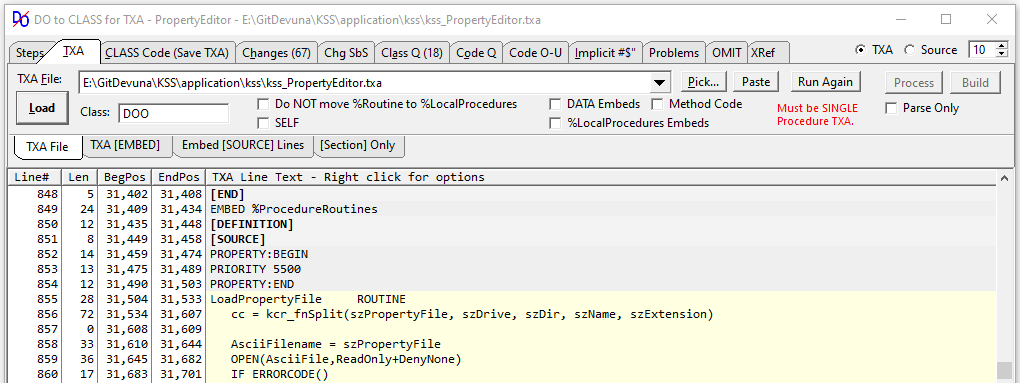 DO to CLASS for TXA - PropertyEditor - E:\GitDevuna\KSS\application\kss\kss_PropertyEditor.txa
Steps TXA CLASS Code (Save TXA) Changes (67) Chg SbS Class Q (18) Code Q Code O-U Implicit #$" Problems OMIT XRef TXA Source 10
TXA File: E:\GitDevuna\KSS\application\kss\kss_PropertyEditor.txa Pick... Paste Run Again Process Build
Load Class: DOO Do NOT move %Routine to %LocalProcedures DATA Embeds Method Code Must be SINGLE Procedure TXA. Parse Only
SELF %LocalProcedures Embeds
TXA File TXA [EMBED] Embed [SOURCE] Lines [Section] Only
Line# Len BegPos EndPos TXA Line Text - Right click for options
848 5 31,402 31,408 [END]
849 24 31,409 31,434 EMBED %ProcedureRoutines
850 12 31,435 31,448 [DEFINITION]
851 8 31,449 31,458 [SOURCE]
852 14 31,459 31,474 PROPERTY:BEGIN
853 13 31,475 31,489 PRIORITY 5500
854 12 31,490 31,503 PROPERTY:END
855 28 31,504 31,533 LoadPropertyFile ROUTINE
856 72 31,534 31,607 cc = kcr_fnSplit(szPropertyFile, szDrive, szDir, szName, szExtension)
857 0 31,608 31,609
858 33 31,610 31,644 AsciiFilename = szPropertyFile
859 36 31,645 31,682 OPEN(AsciiFile,ReadOnly+DenyNone)
860 17 31,683 31,701 IF ERRORCODE()